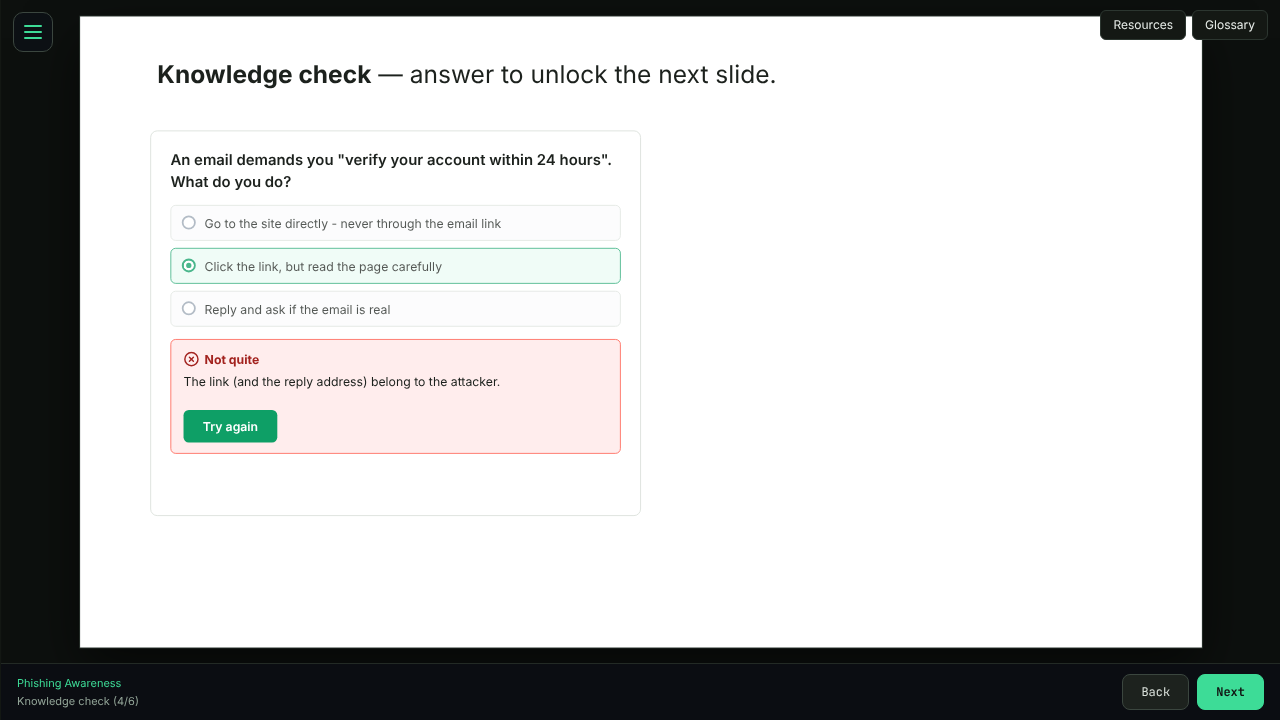 Resources
Glossary
Knowledge check — answer to unlock the next slide.
An email demands you "verify your account within 24 hours".
What do you do?
Go to the site directly - never through the email link
Click the link, but read the page carefully
Reply and ask if the email is real
Not quite
The link (and the reply address) belong to the attacker.
Try again
Phishing Awareness
Knowledge check (4/6)
Back
Next